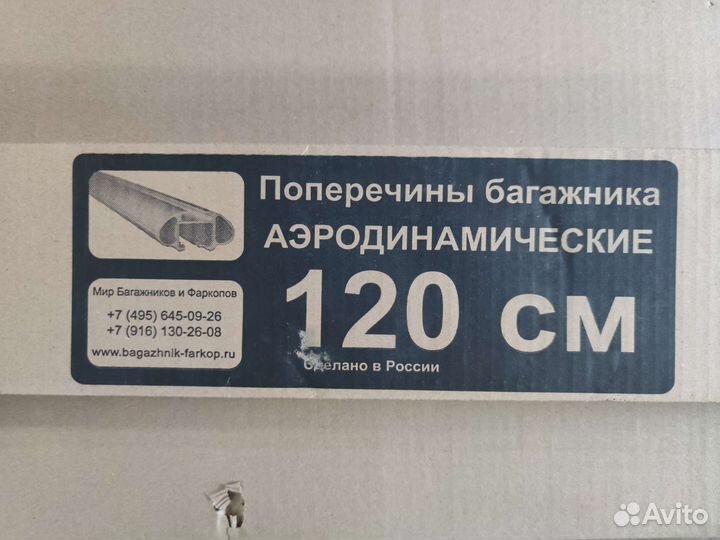 Поперечины багажника
АЭРОДИНАМИЧЕСКИЕ
120 см
Сделано в России
Мир Багажников и Фаркопов
+7 (495) 645-09-26
+7 (916) 130-26-08
www.bagazhnik-farkop.ru
Avito